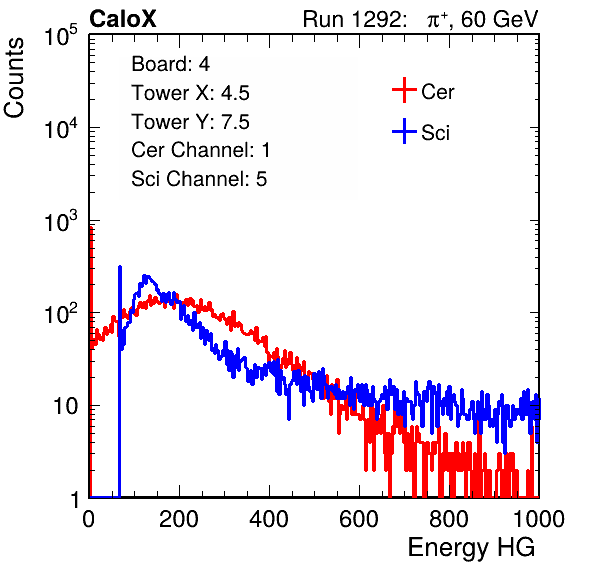 CaloX Run 1292: π⁺, 60 GeV
Counts
Board: 4
Tower X: 4.5
Tower Y: 7.5
Cer Channel: 1
Sci Channel: 5
Cer
Sci
10⁵
10⁴
10³
10²
10
1
0 200 400 600 800 1000
Energy HG